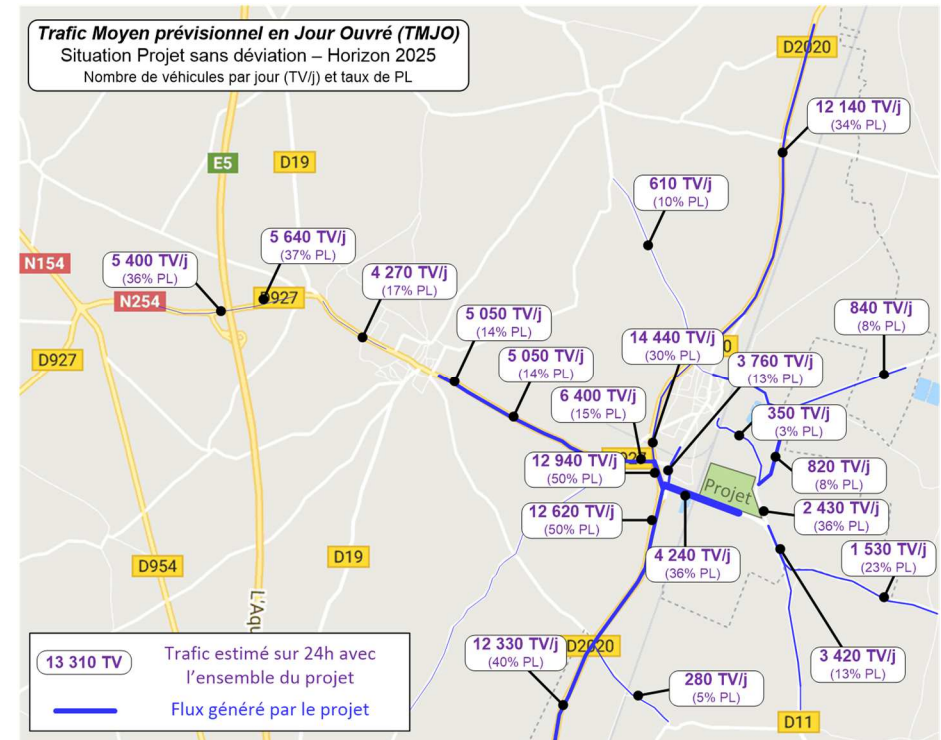 Trafic Moyen prévisionnel en Jour Ouvré (TMJO)
Situation Projet sans déviation – Horizon 2025
Nombre de véhicules par jour (TV/j) et taux de PL
D2020
12 140 TV/j
(34% PL)
E5
D19
610 TV/j
(10% PL)
5 640 TV/j
(37% PL)
5 400 TV/j
(36% PL)
N154
4 270 TV/j
(17% PL)
N254
D927
840 TV/j
(8% PL)
5 050 TV/j
(14% PL)
14 440 TV/j
(30% PL)
D927
5 050 TV/j
(14% PL)
3 760 TV/j
(13% PL)
6 400 TV/j
(15% PL)
350 TV/j
(3% PL)
12 940 TV/j
(50% PL)
820 TV/j
(8% PL)
Projet
12 620 TV/j
(50% PL)
2 430 TV/j
(36% PL)
D954
D19
4 240 TV/j
(36% PL)
1 530 TV/j
(23% PL)
L'Aqu
12 330 TV/j
(40% PL)
D2020
3 420 TV/j
(13% PL)
280 TV/j
(5% PL)
D11
13 310 TV
Trafic estimé sur 24h avec
l'ensemble du projet
Flux généré par le projet